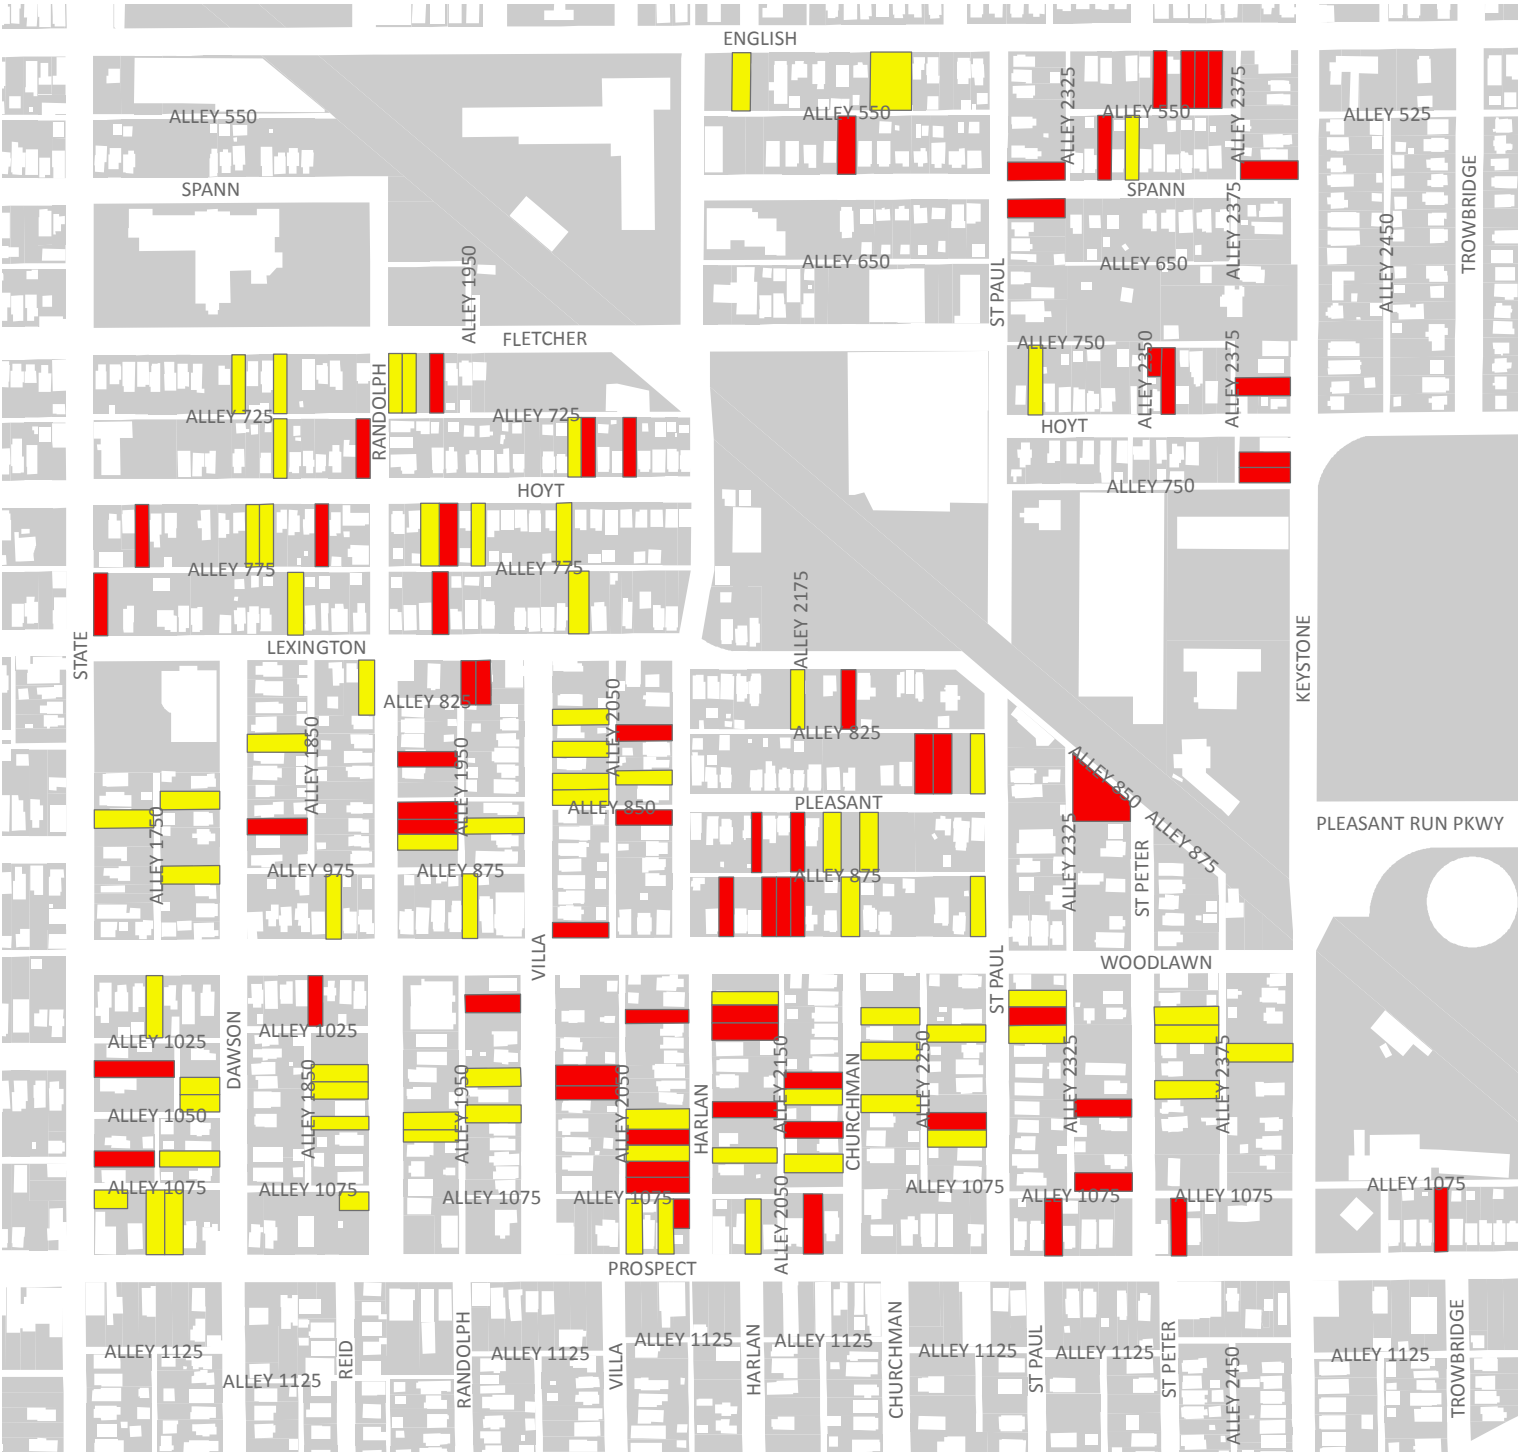 ENGLISH
ALLEY 550
ALLEY 550
ALLEY 2325
ALLEY 550
ALLEY 2375
ALLEY 525
SPANN
SPANN
TROWBRIDGE
ALLEY 1950
ALLEY 650
ST PAUL
ALLEY 650
ALLEY 2375
ALLEY 2450
FLETCHER
ALLEY 750
RANDOLPH
ALLEY 725
ALLEY 725
ALLEY 2350
ALLEY 2375
HOYT
HOYT
ALLEY 750
ALLEY 775
ALLEY 775
ALLEY 2175
STATE
LEXINGTON
KEYSTONE
ALLEY 825
ALLEY 2050
ALLEY 825
ALLEY 1850
ALLEY 1950
ALLEY 850
ALLEY 850
PLEASANT
PLEASANT RUN PKWY
ALLEY 1750
ALLEY 975
ALLEY 875
ALLEY 875
ALLEY 2325
ST PETER
ALLEY 875
VILLA
WOODLAWN
ST PAUL
ALLEY 1025
DAWSON
ALLEY 1025
ALLEY 1050
ALLEY 1850
ALLEY 1950
ALLEY 2050
HARLAN
ALLEY 2150
CHURCHMAN
ALLEY 2250
ALLEY 2325
ALLEY 2375
ALLEY 1075
ALLEY 1075
ALLEY 1075
ALLEY 1075
ALLEY 2050
ALLEY 1075
ALLEY 1075
ALLEY 1075
ALLEY 1075
PROSPECT
ALLEY 1125
ALLEY 1125
REID
RANDOLPH
ALLEY 1125
VILLA
ALLEY 1125
HARLAN
ALLEY 1125
CHURCHMAN
ALLEY 1125
ST PAUL
ALLEY 1125
ST PETER
ALLEY 2450
ALLEY 1125
TROWBRIDGE